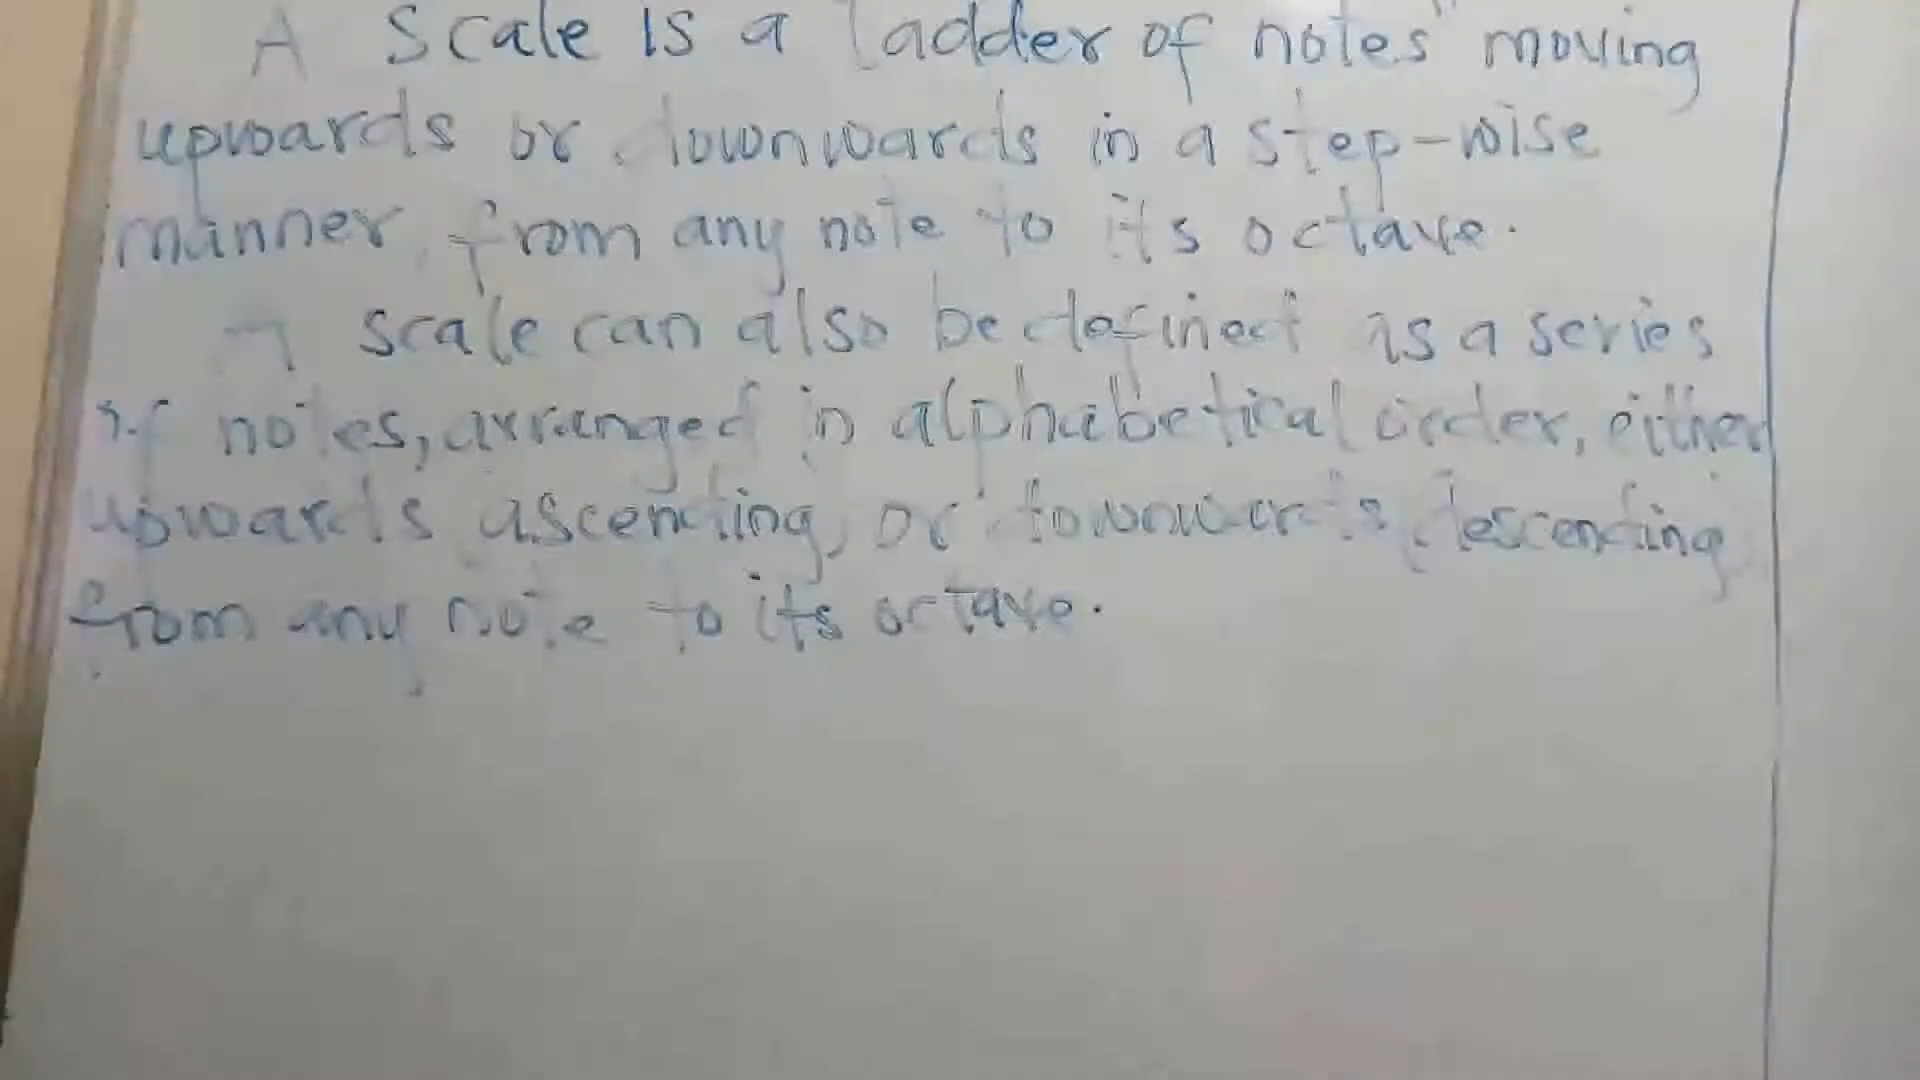 A scale is a ladder of notes moving
upwards or downwards in a step-wise
manner, from any note to its octave.
A scale can also be defined as a series
of notes, arranged in alphabetical order, either
upwards ascending, or downwards descending
from any note to its octave.